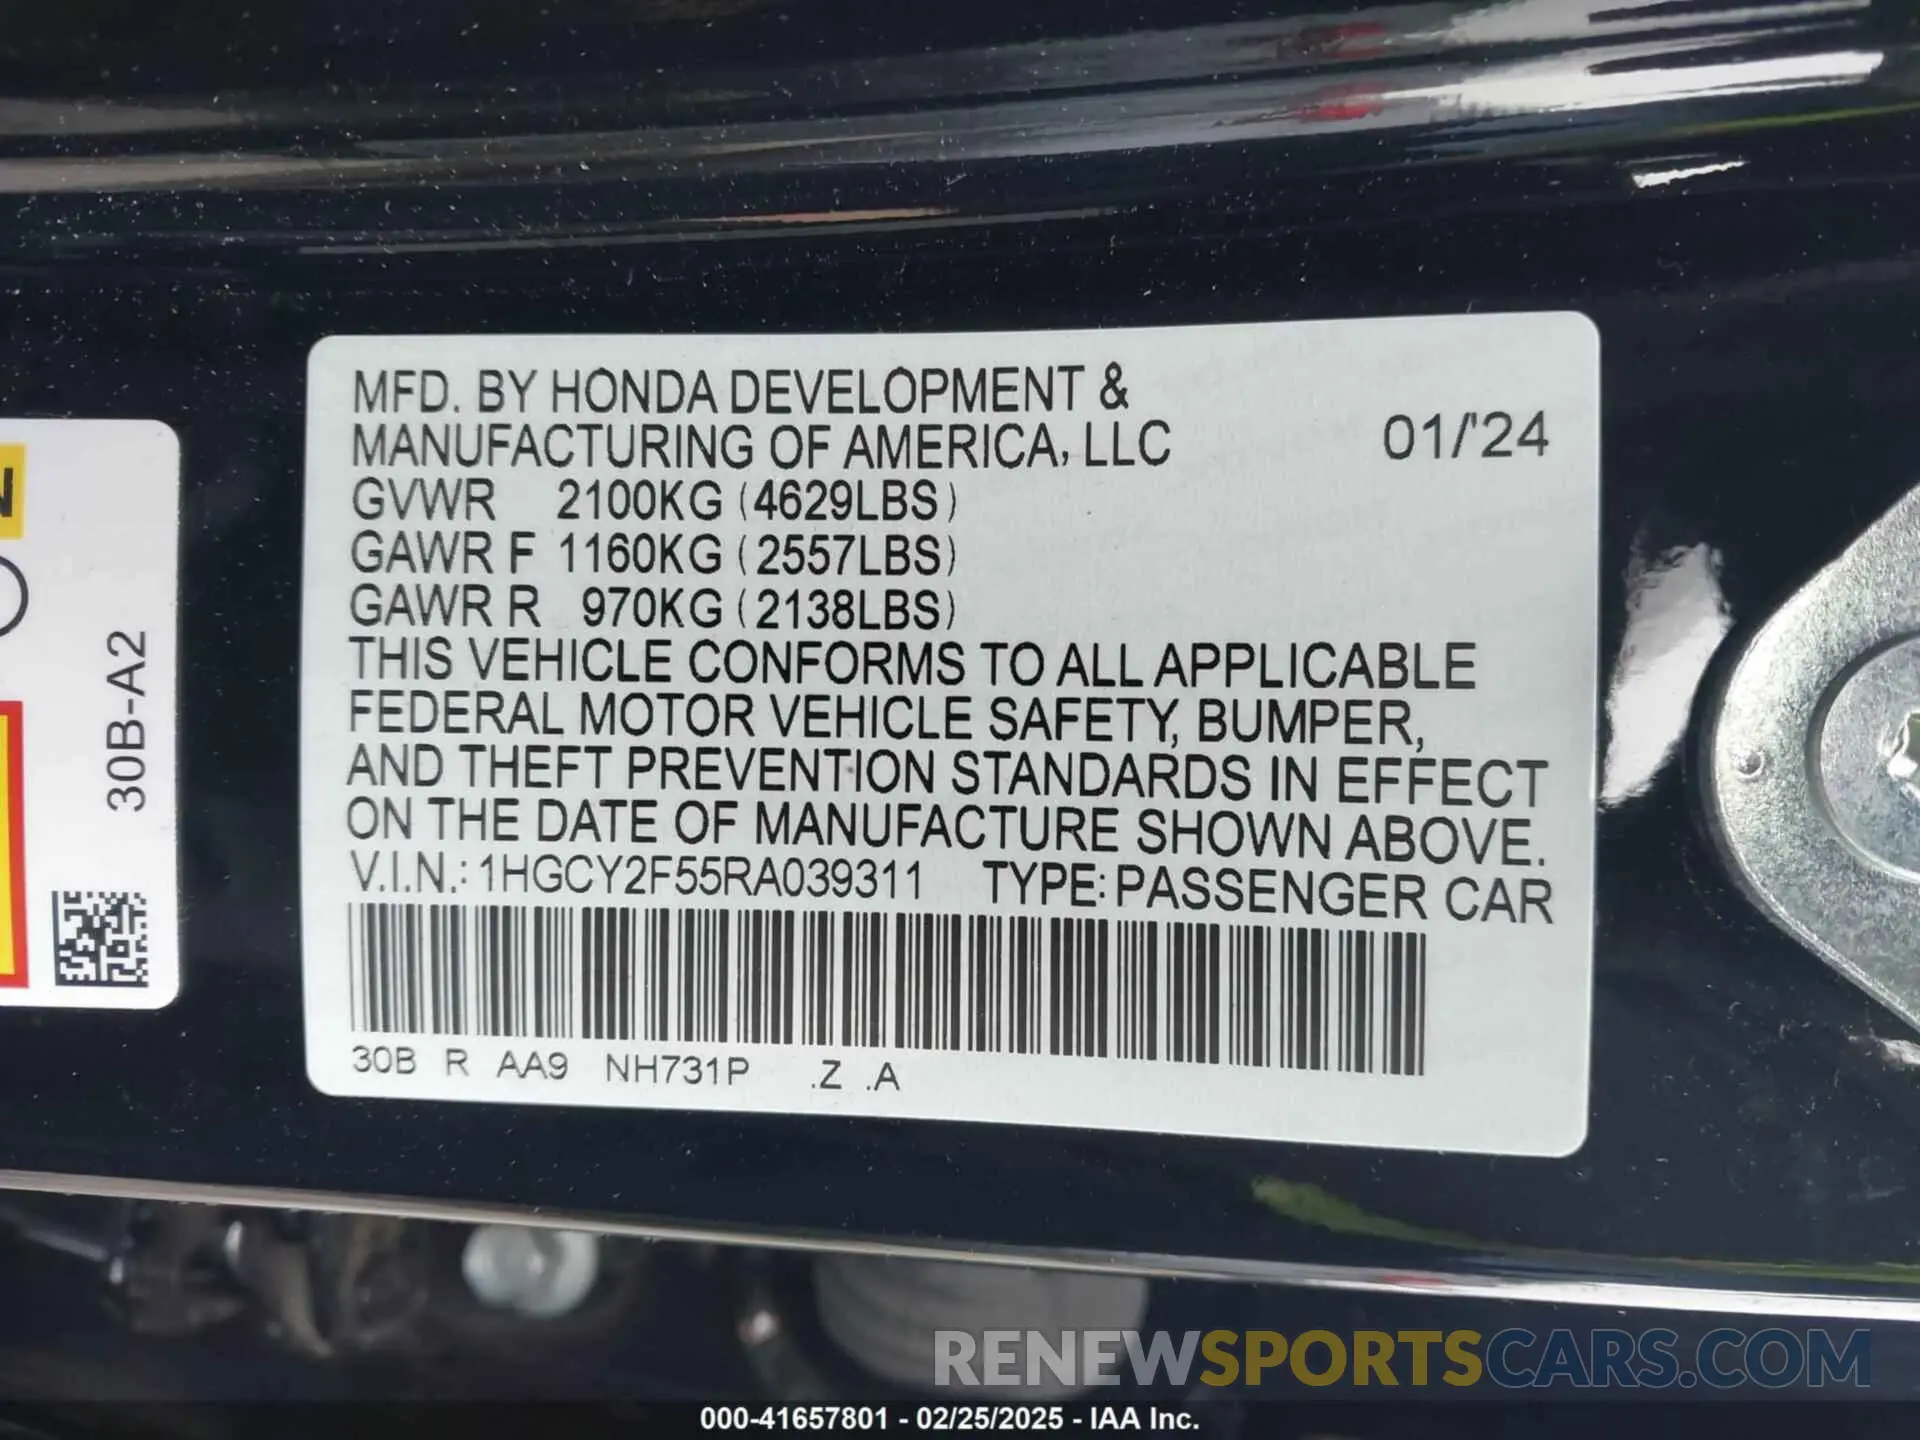 MFD. BY HONDA DEVELOPMENT &
MANUFACTURING OF AMERICA, LLC 01/'24
GVWR 2100KG (4629LBS)
GAWR F 1160KG (2557LBS)
GAWR R 970KG (2138LBS)
THIS VEHICLE CONFORMS TO ALL APPLICABLE
FEDERAL MOTOR VEHICLE SAFETY, BUMPER,
AND THEFT PREVENTION STANDARDS IN EFFECT
ON THE DATE OF MANUFACTURE SHOWN ABOVE.
V.I.N.: 1HGCY2F55RA039311 TYPE: PASSENGER CAR
30B R AA9 NH731P .Z .A
N
30B-A2
RENEWSPORTSCARS.COM
000-41657801 - 02/25/2025 - IAA Inc.